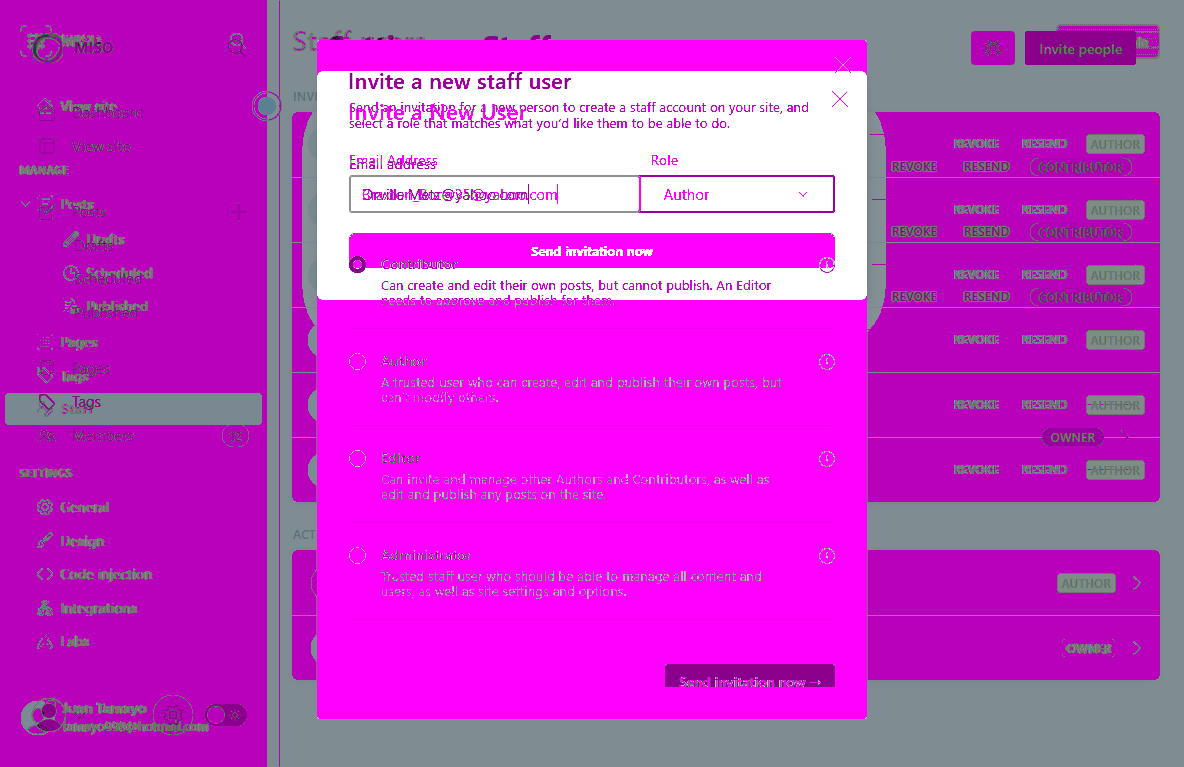 MISO
Invite people
View site
Dashboard
View site
MANAGE
Posts
Drafts
Scheduled
Published
Pages
Tags
Tags
Staff
Members
SETTINGS
General
Design
Code injection
Integrations
Labs
Juan Tamayo
Invite a new staff user
Send an invitation for a new person to create a staff account on your site, and
select a role that matches what you'd like them to be able to do.
Invite a New User
Email Address
Email address
Role
Author
Send invitation now
Contributor
Can create and edit their own posts, but cannot publish. An Editor
needs to approve and publish for them.
Author
A trusted user who can create, edit and publish their own posts, but
can't modify others.
Editor
Can invite and manage other Authors and Contributors, as well as
edit and publish any posts on the site.
Administrator
Trusted staff user who should be able to manage all content and
users, as well as site settings and options.
Send invitation now →
REVOKE RESEND AUTHOR
REVOKE RESEND CONTRIBUTOR
REVOKE RESEND AUTHOR
REVOKE RESEND CONTRIBUTOR
REVOKE RESEND AUTHOR
REVOKE RESEND CONTRIBUTOR
REVOKE RESEND AUTHOR
REVOKE RESEND AUTHOR
OWNER
REVOKE RESEND AUTHOR
AUTHOR
OWNER